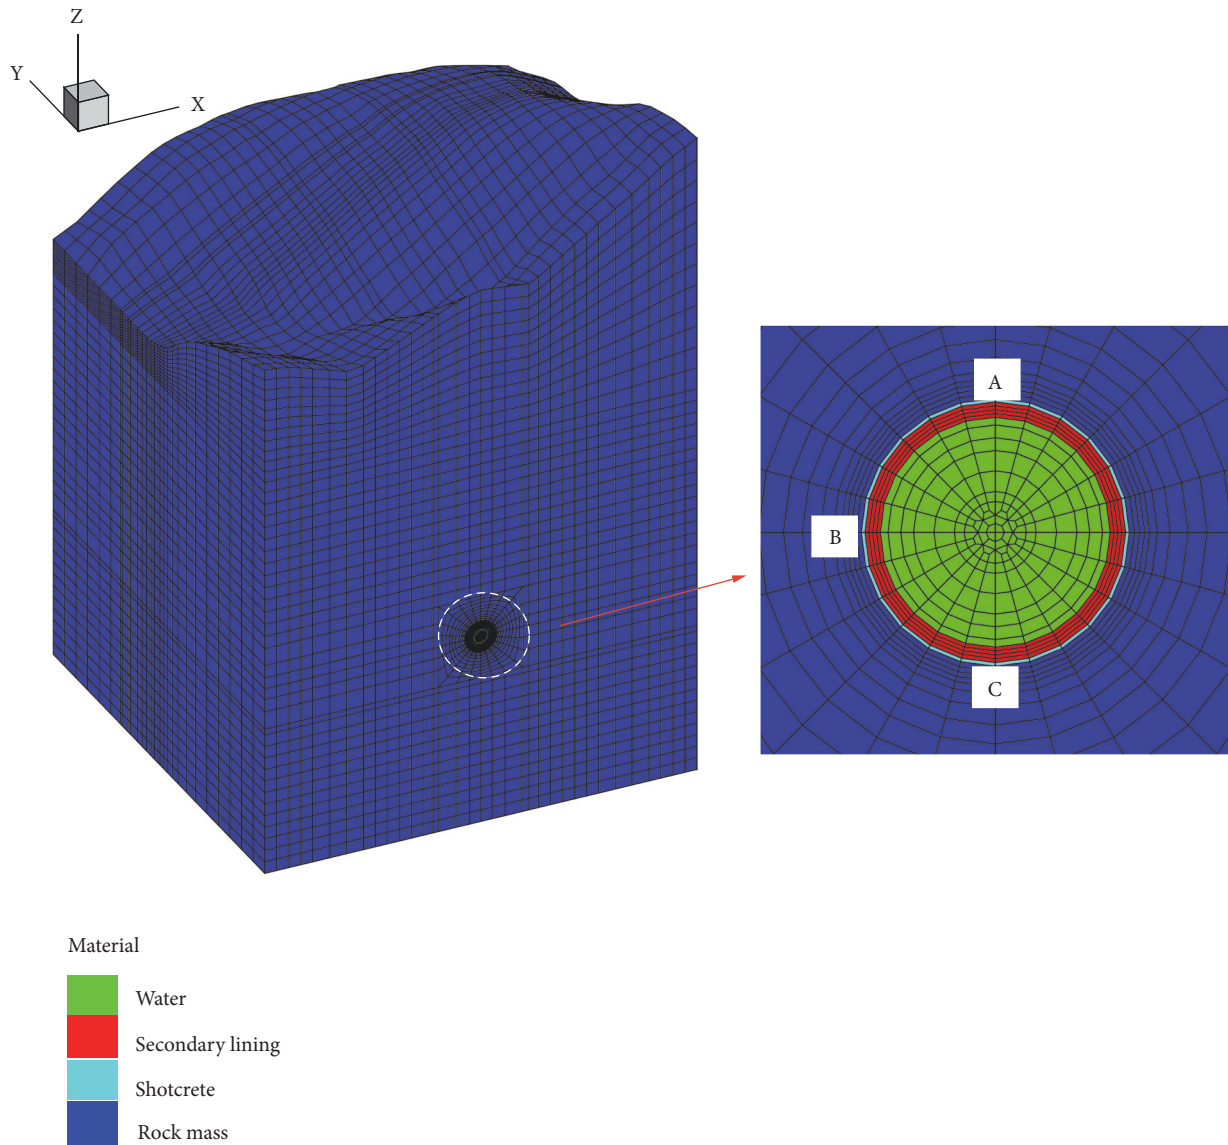 Z
Y
X
A
B
C
Material
Water
Secondary lining
Shotcrete
Rock mass